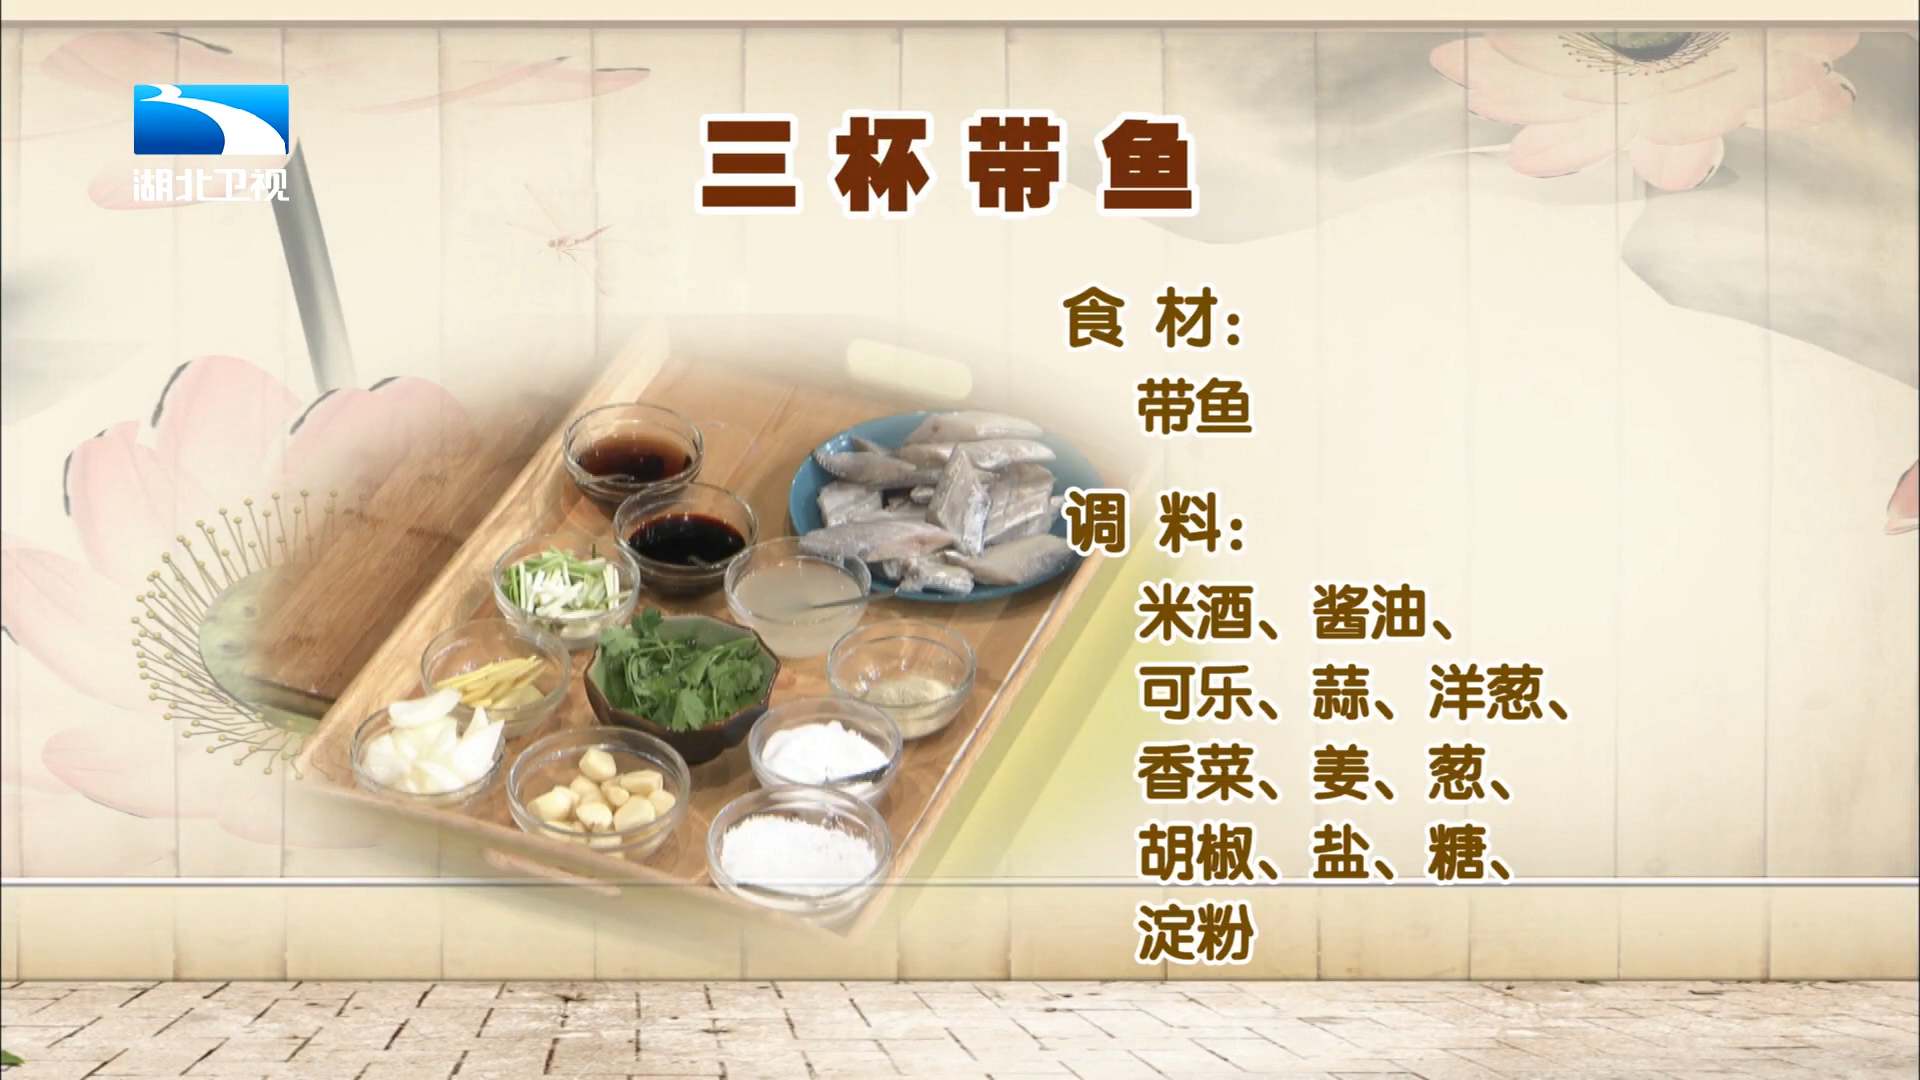 湖北卫视
三杯带鱼
食材：
带鱼
调料：
米酒、酱油、
可乐、蒜、洋葱、
香菜、姜、葱、
胡椒、盐、糖、
淀粉